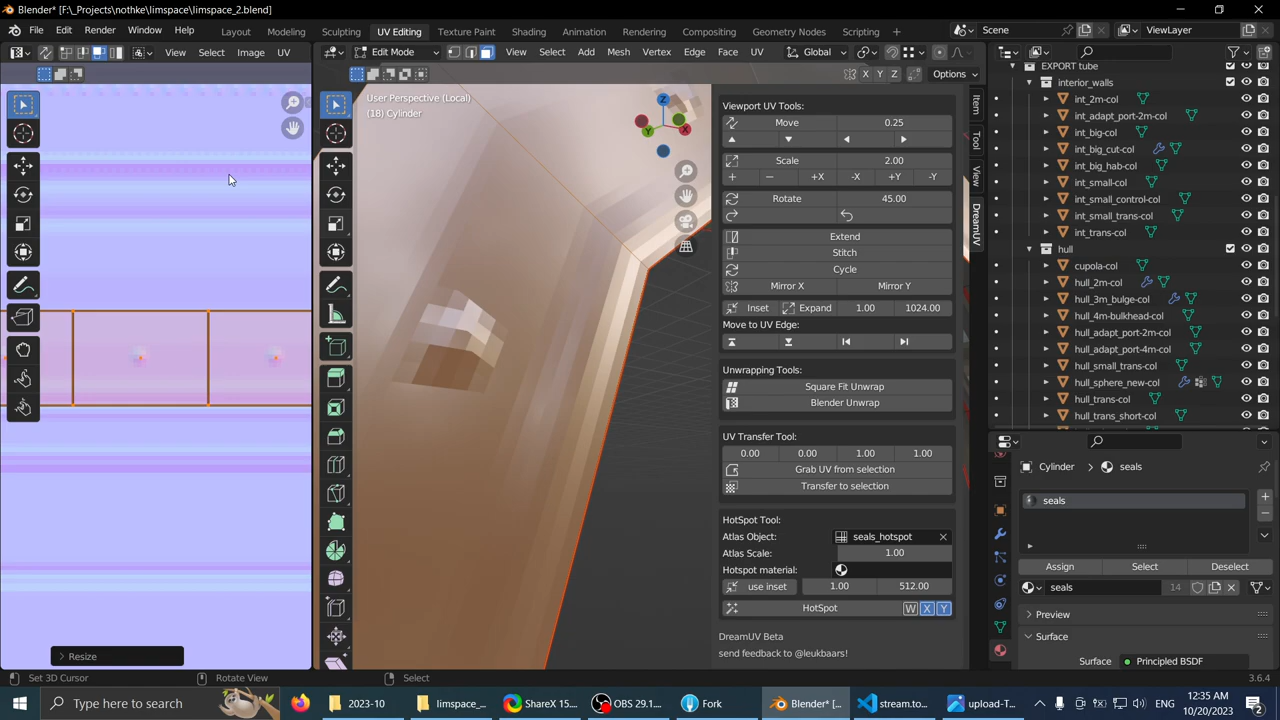 Blender* [F:\_Projects\nothke\limspace\limspace_2.blend]
File Edit Render Window Help
Layout Modeling Sculpting UV Editing Texture Paint Shading Animation Rendering Compositing Geometry Nodes Scripting
Scene
ViewLayer
View Select Image UV
Edit Mode View Select Add Mesh Vertex Edge Face UV Global
X Y Z Options
User Perspective (Local)
(18) Cylinder
Z
Y
X
Item
Tool
View
DreamUV
Viewport UV Tools:
Move 0.25
Scale 2.00
+ − +X -X +Y -Y
Rotate 45.00
Extend
Stitch
Cycle
Mirror X Mirror Y
Inset Expand 1.00 1024.00
Move to UV Edge:
Unwrapping Tools:
Square Fit Unwrap
Blender Unwrap
UV Transfer Tool:
0.00 0.00 1.00 1.00
Grab UV from selection
Transfer to selection
HotSpot Tool:
Atlas Object: seals_hotspot
Atlas Scale: 1.00
Hotspot material:
use inset 1.00 512.00
HotSpot W X Y
DreamUV Beta
send feedback to @leukbaars!
EXPORT tube
interior_walls
int_2m-col
int_adapt_port-2m-col
int_big-col
int_big_cut-col
int_big_hab-col
int_small-col
int_small_control-col
int_small_trans-col
int_trans-col
hull
cupola-col
hull_2m-col
hull_3m_bulge-col
hull_4m-bulkhead-col
hull_adapt_port-2m-col
hull_adapt_port-4m-col
hull_small_trans-col
hull_sphere_new-col
hull_trans-col
hull_trans_short-col
Cylinder seals
seals
Assign Select Deselect
seals 14
Preview
Surface
Surface Principled BSDF
Resize
Set 3D Cursor Rotate View Select 3.6.4
Type here to search
2023-10
limspace_...
ShareX 15....
OBS 29.1....
Fork
Blender* [...
stream.to...
upload-T...
ENG
12:35 AM
10/20/2023
2